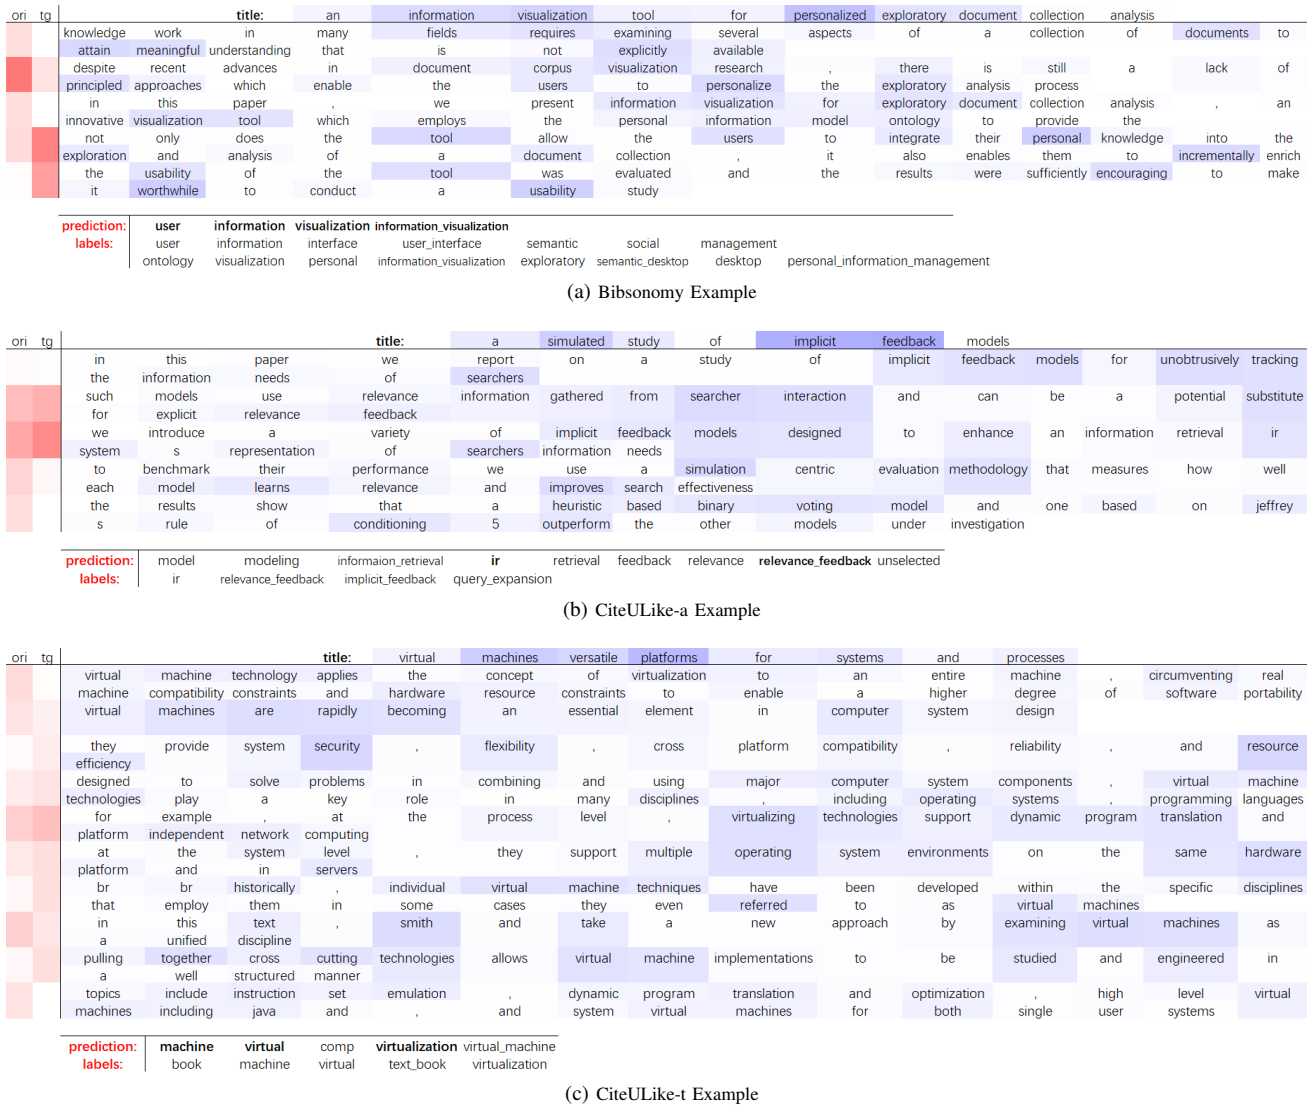 ori tg title: an information visualization tool for personalized exploratory document collection analysis
knowledge work in many fields requires examining several aspects of a collection of documents to
attain meaningful understanding that is not explicitly available
despite recent advances in document corpus visualization research , there is still a lack of
principled approaches which enable the users to personalize the exploratory analysis process
in this paper , we present information visualization for exploratory document collection analysis , an
innovative visualization tool which employs the personal information model ontology to provide the
not only does the tool allow the users to integrate their personal knowledge into the
exploration and analysis of a document collection , it also enables them to incrementally enrich
the usability of the tool was evaluated and the results were sufficiently encouraging to make
it worthwhile to conduct a usability study
prediction: user information visualization information_visualization
labels: user information interface user_interface semantic social management
ontology visualization personal information_visualization exploratory semantic_desktop desktop personal_information_management
(a) Bibsonomy Example
ori tg title: a simulated study of implicit feedback models
in this paper we report on a study of implicit feedback models for unobtrusively tracking
the information needs of searchers
such models use relevance information gathered from searcher interaction and can be a potential substitute
for explicit relevance feedback
we introduce a variety of implicit feedback models designed to enhance an information retrieval ir
system s representation of searchers information needs
to benchmark their performance we use a simulation centric evaluation methodology that measures how well
each model learns relevance and improves search effectiveness
the results show that a heuristic based binary voting model and one based on jeffrey
s rule of conditioning 5 outperform the other models under investigation
prediction: model modeling informaion_retrieval ir retrieval feedback relevance relevance_feedback unselected
labels: ir relevance_feedback implicit_feedback query_expansion
(b) CiteULike-a Example
ori tg title: virtual machines versatile platforms for systems and processes
virtual machine technology applies the concept of virtualization to an entire machine , circumventing real
machine compatibility constraints and hardware resource constraints to enable a higher degree of software portability
virtual machines are rapidly becoming an essential element in computer system design
they provide system security , flexibility , cross platform compatibility , reliability , and resource
efficiency
designed to solve problems in combining and using major computer system components , virtual machine
technologies play a key role in many disciplines , including operating systems , programming languages
for example , at the process level , virtualizing technologies support dynamic program translation and
platform independent network computing
at the system level , they support multiple operating system environments on the same hardware
platform and in servers
br br historically , individual virtual machine techniques have been developed within the specific disciplines
that employ them in some cases they even referred to as virtual machines
in this text , smith and take a new approach by examining virtual machines as
a unified discipline
pulling together cross cutting technologies allows virtual machine implementations to be studied and engineered in
a well structured manner
topics include instruction set emulation , dynamic program translation and optimization , high level virtual
machines including java and , and system virtual machines for both single user systems
prediction: machine virtual comp virtualization virtual_machine
labels: book machine virtual text_book virtualization
(c) CiteULike-t Example